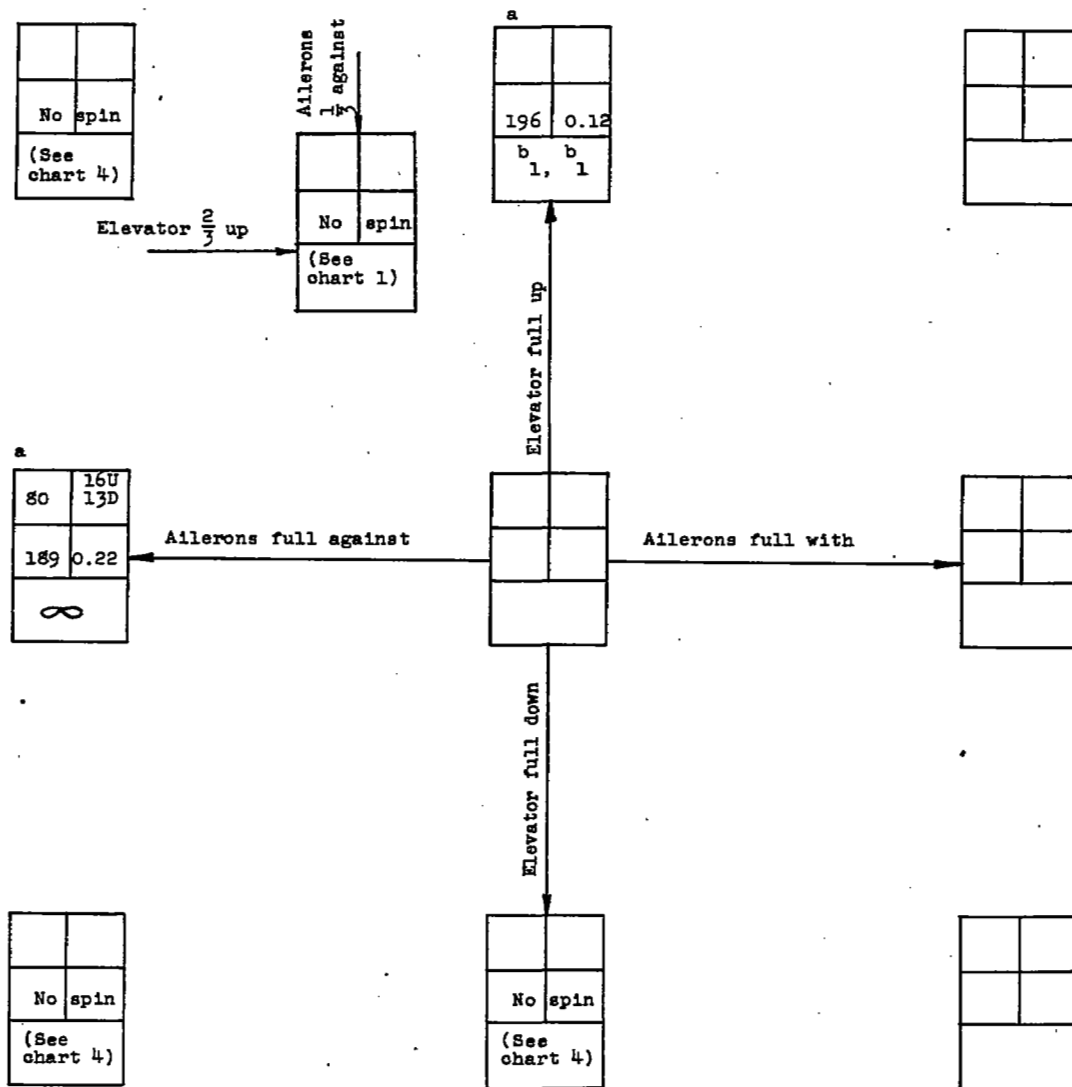 a
Ailerons
1/3 against
196 0.12
b b
1, 1
No spin
(See
chart 4)
Elevator 2/3 up
No spin
(See
chart 1)
Elevator full up
a
80 16U
13D
189 0.22
∞
Ailerons full against
Ailerons full with
Elevator full down
No spin
(See
chart 4)
No spin
(See
chart 4)